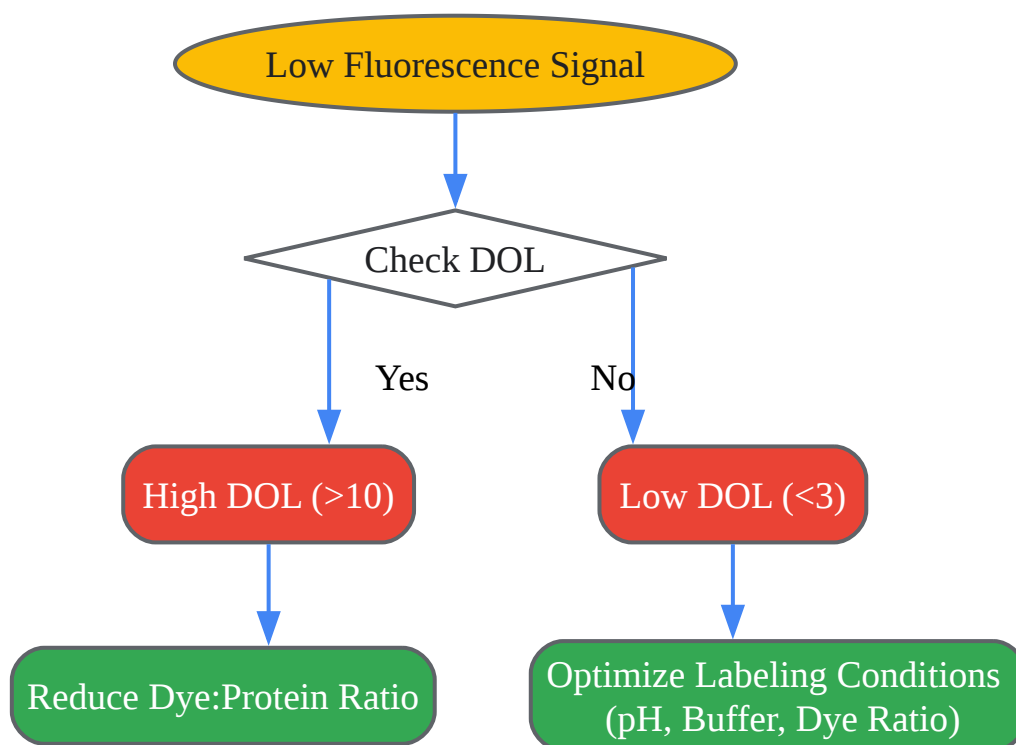 Low Fluorescence Signal
Check DOL
Yes
No
High DOL (>10)
Low DOL (<3)
Reduce Dye:Protein Ratio
Optimize Labeling Conditions
(pH, Buffer, Dye Ratio)